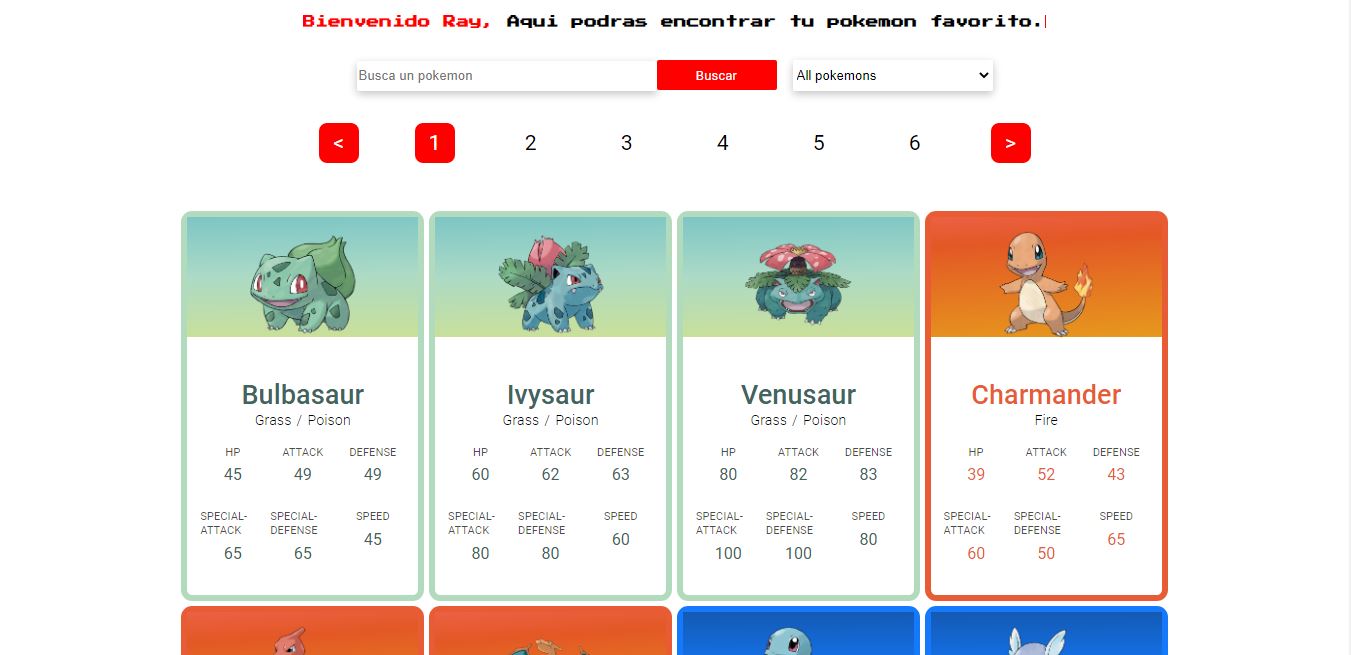 Bienvenido Ray, Aqui podras encontrar tu pokemon favorito.
Busca un pokemon Buscar All pokemons
< 1 2 3 4 5 6 >
Bulbasaur
Grass / Poison
HP ATTACK DEFENSE
45 49 49
SPECIAL-ATTACK SPECIAL-DEFENSE SPEED
65 65 45
Ivysaur
Grass / Poison
HP ATTACK DEFENSE
60 62 63
SPECIAL-ATTACK SPECIAL-DEFENSE SPEED
80 80 60
Venusaur
Grass / Poison
HP ATTACK DEFENSE
80 82 83
SPECIAL-ATTACK SPECIAL-DEFENSE SPEED
100 100 80
Charmander
Fire
HP ATTACK DEFENSE
39 52 43
SPECIAL-ATTACK SPECIAL-DEFENSE SPEED
60 50 65